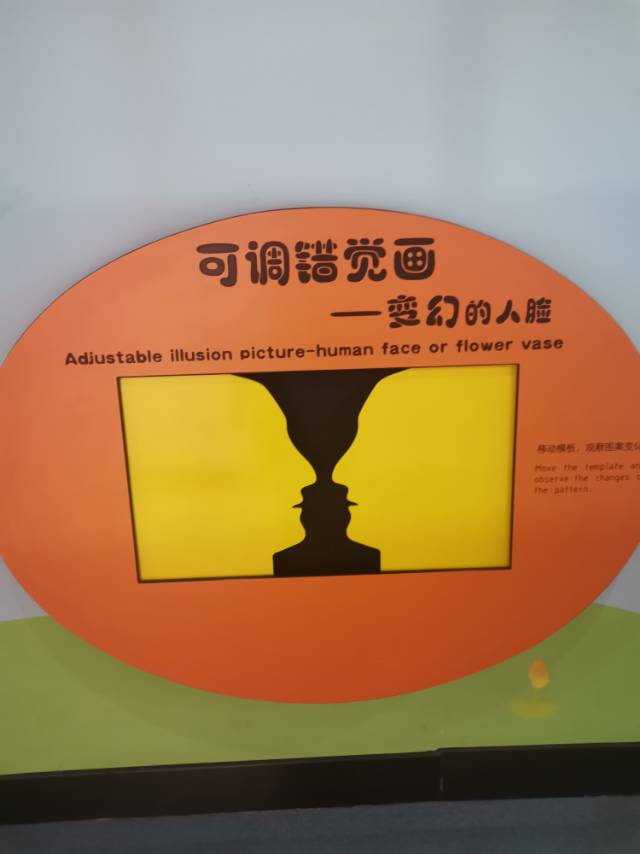 可调错觉画
—变幻的人脸
Adjustable illusion picture-human face or flower vase
移动模板，观察图案变化
Move the template and
observe the changes
the pattern.